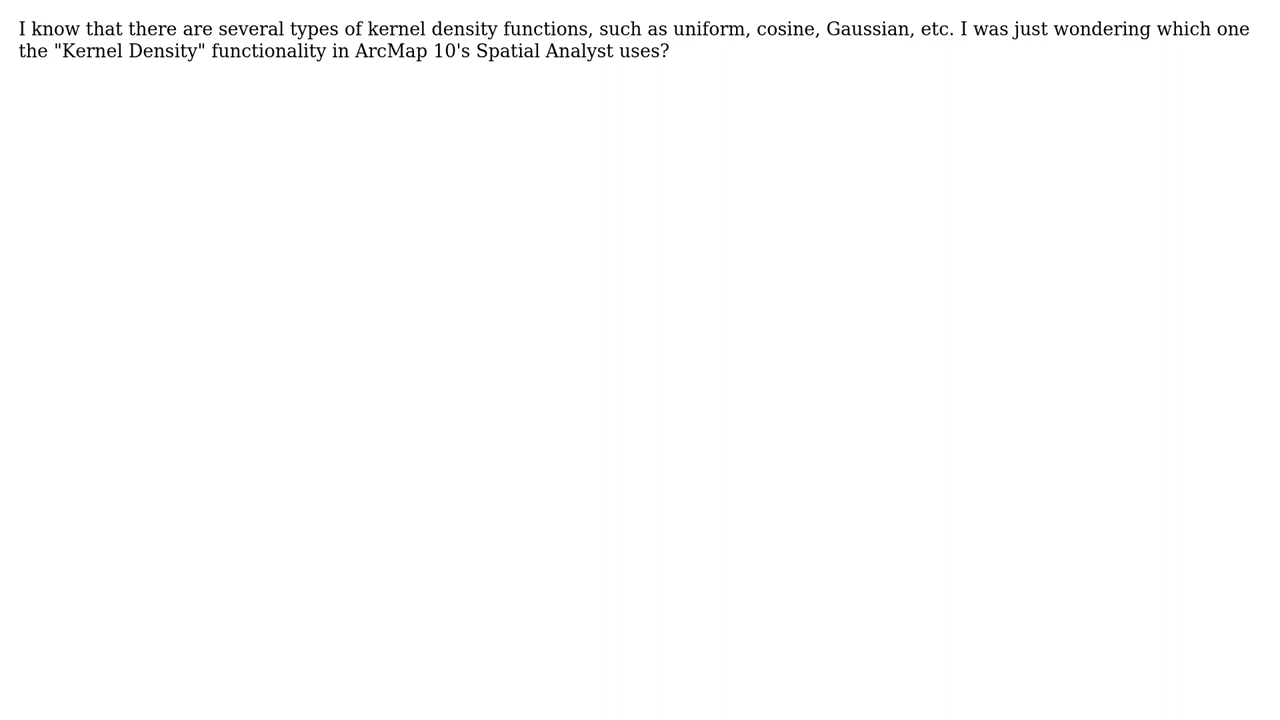 I know that there are several types of kernel density functions, such as uniform, cosine, Gaussian, etc. I was just wondering which one
the "Kernel Density" functionality in ArcMap 10's Spatial Analyst uses?